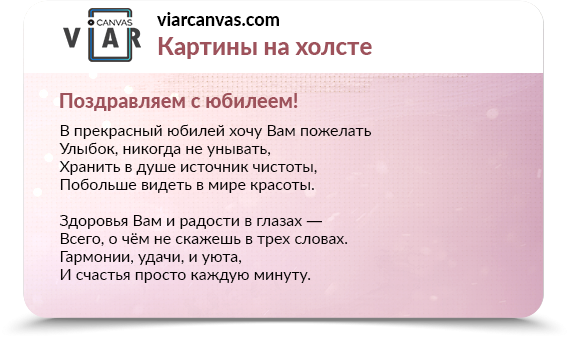 CANVAS
VIAR
viarcanvas.com
Картины на холсте
Поздравляем с юбилеем!
В прекрасный юбилей хочу Вам пожелать
Улыбок, никогда не унывать,
Хранить в душе источник чистоты,
Побольше видеть в мире красоты.
Здоровья Вам и радости в глазах —
Всего, о чём не скажешь в трех словах.
Гармонии, удачи, и уюта,
И счастья просто каждую минуту.